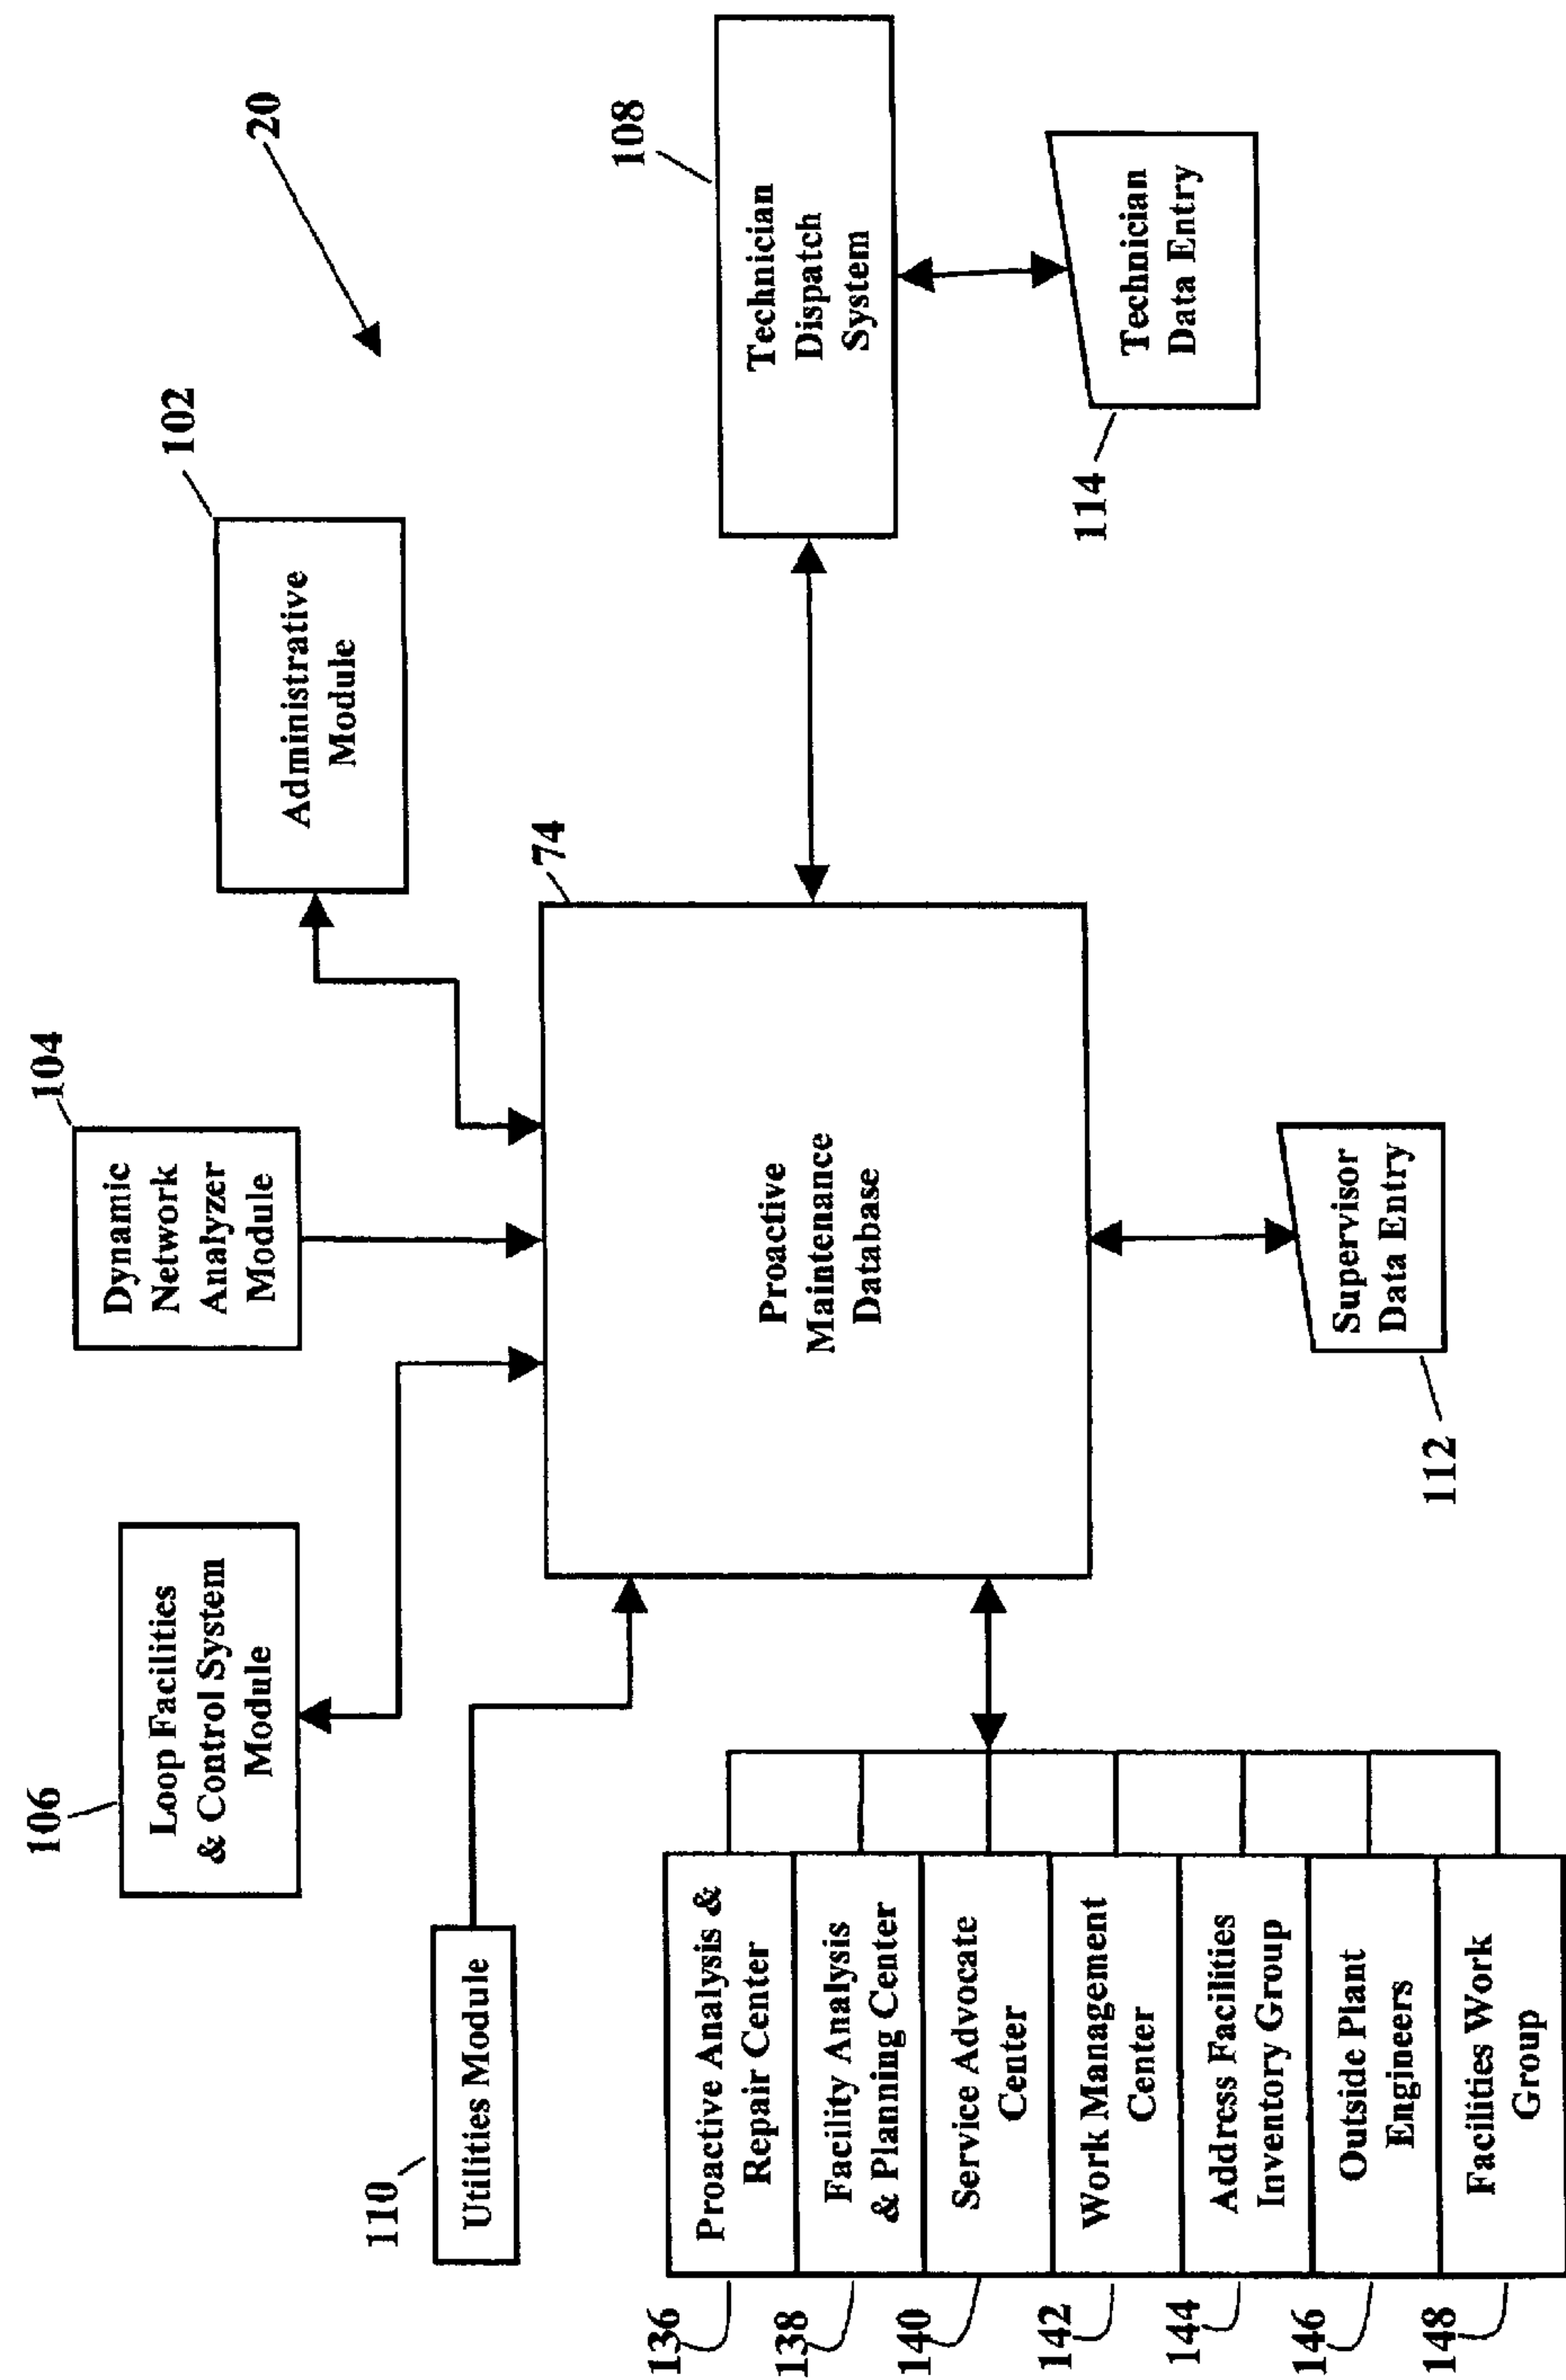 20
106
Loop Facilities
& Control System
Module
104
Dynamic
Network
Analyzer
Module
102
Administrative
Module
110
Utilities Module
74
Proactive
Maintenance
Database
108
Technician
Dispatch
System
136
Proactive Analysis &
Repair Center
138
Facility Analysis
& Planning Center
140
Service Advocate
Center
142
Work Management
Center
144
Address Facilities
Inventory Group
146
Outside Plant
Engineers
148
Facilities Work
Group
112
Supervisor
Data Entry
114
Technician
Data Entry